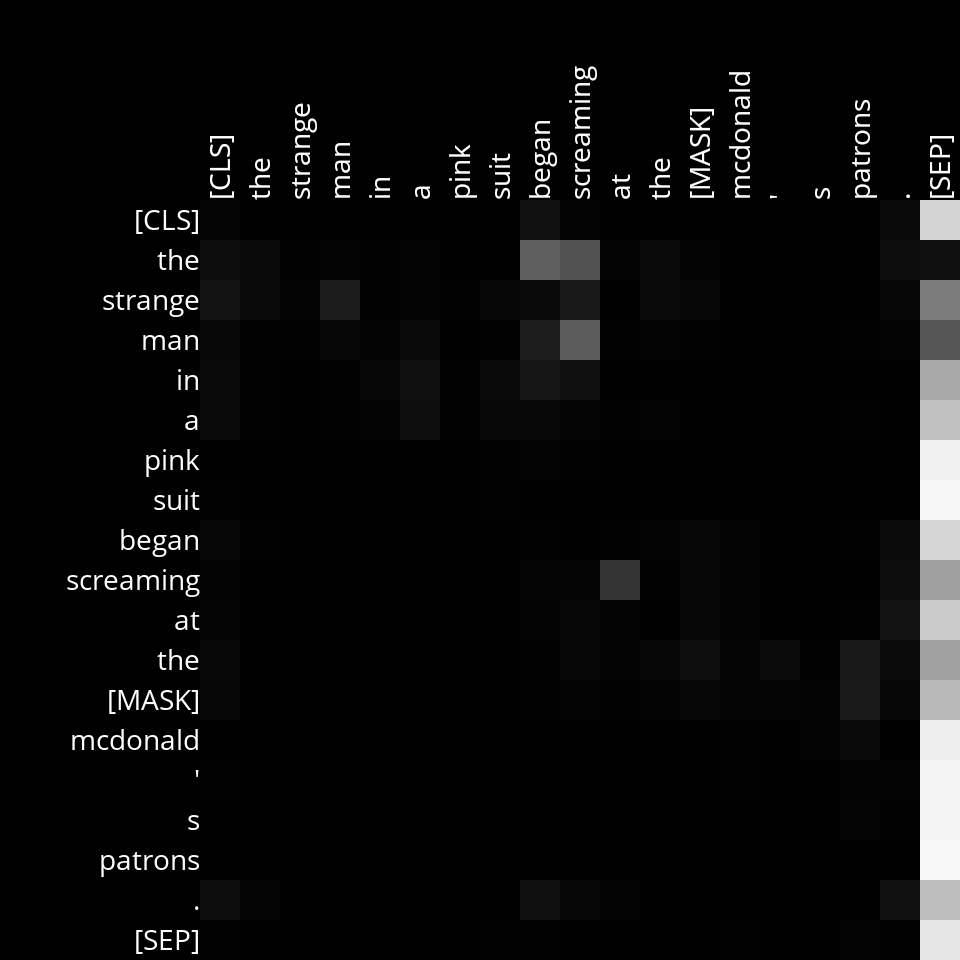 [CLS] the strange man in a pink suit began screaming at the [MASK] mcdonald ' s patrons . [SEP]
[CLS]
the
strange
man
in
a
pink
suit
began
screaming
at
the
[MASK]
mcdonald
'
s
patrons
.
[SEP]